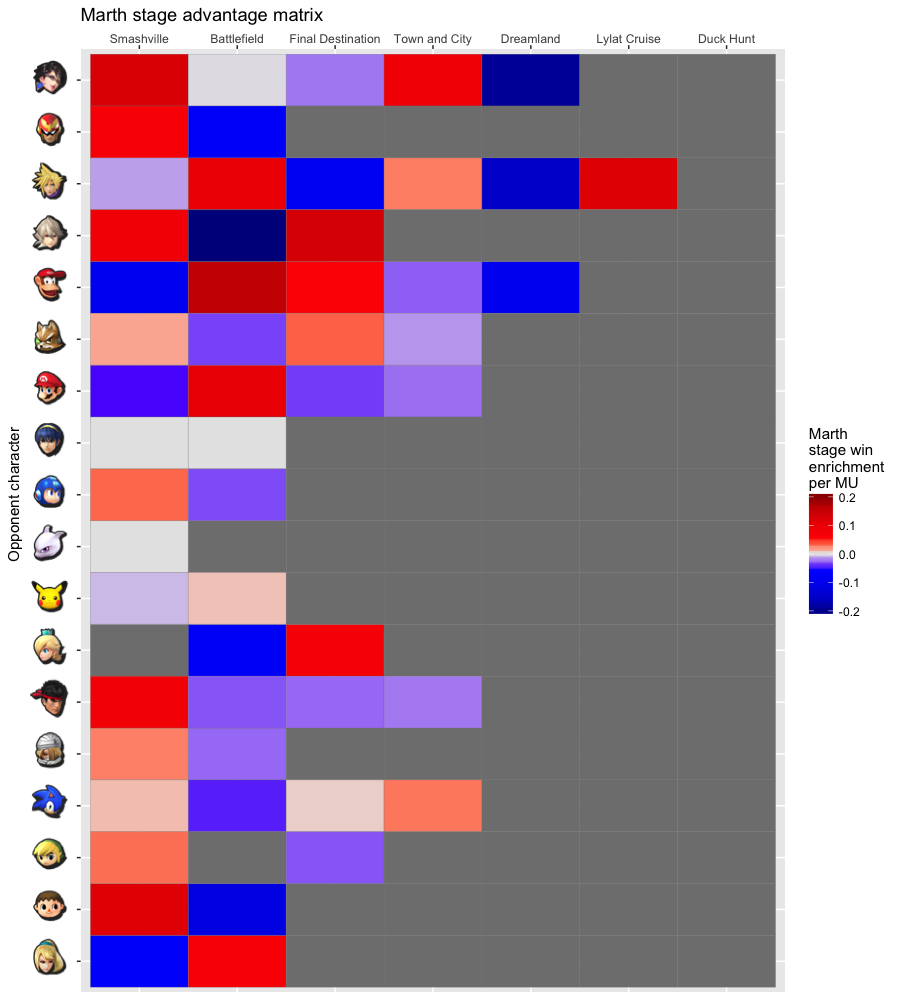 Marth stage advantage matrix
Smashville Battlefield Final Destination Town and City Dreamland Lylat Cruise Duck Hunt
Opponent character
Marth
stage win
enrichment
per MU
0.2
0.1
0.0
-0.1
-0.2